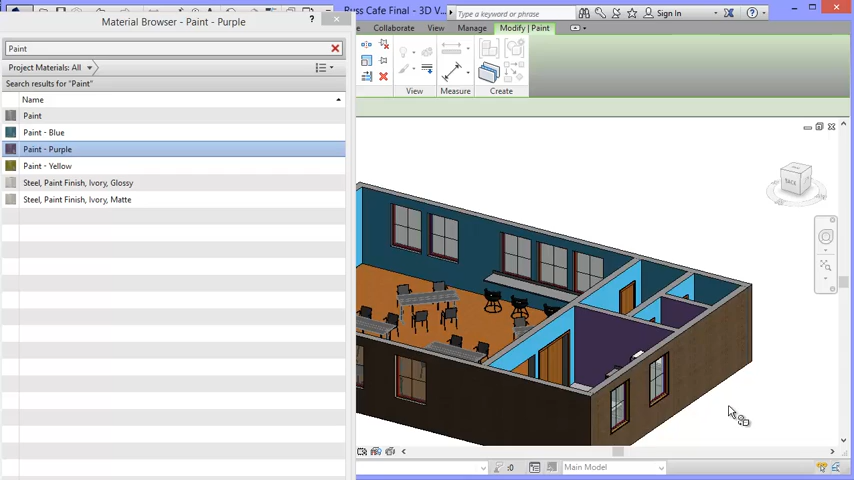 Material Browser - Paint - Purple
Russ Cafe Final - 3D V
Type a keyword or phrase
Sign In
Collaborate View Manage Modify | Paint
Paint
Project Materials: All
Search results for "Paint"
Name
Paint
Paint - Blue
Paint - Purple
Paint - Yellow
Steel, Paint Finish, Ivory, Glossy
Steel, Paint Finish, Ivory, Matte
View Measure Create
BACK
:0
Main Model